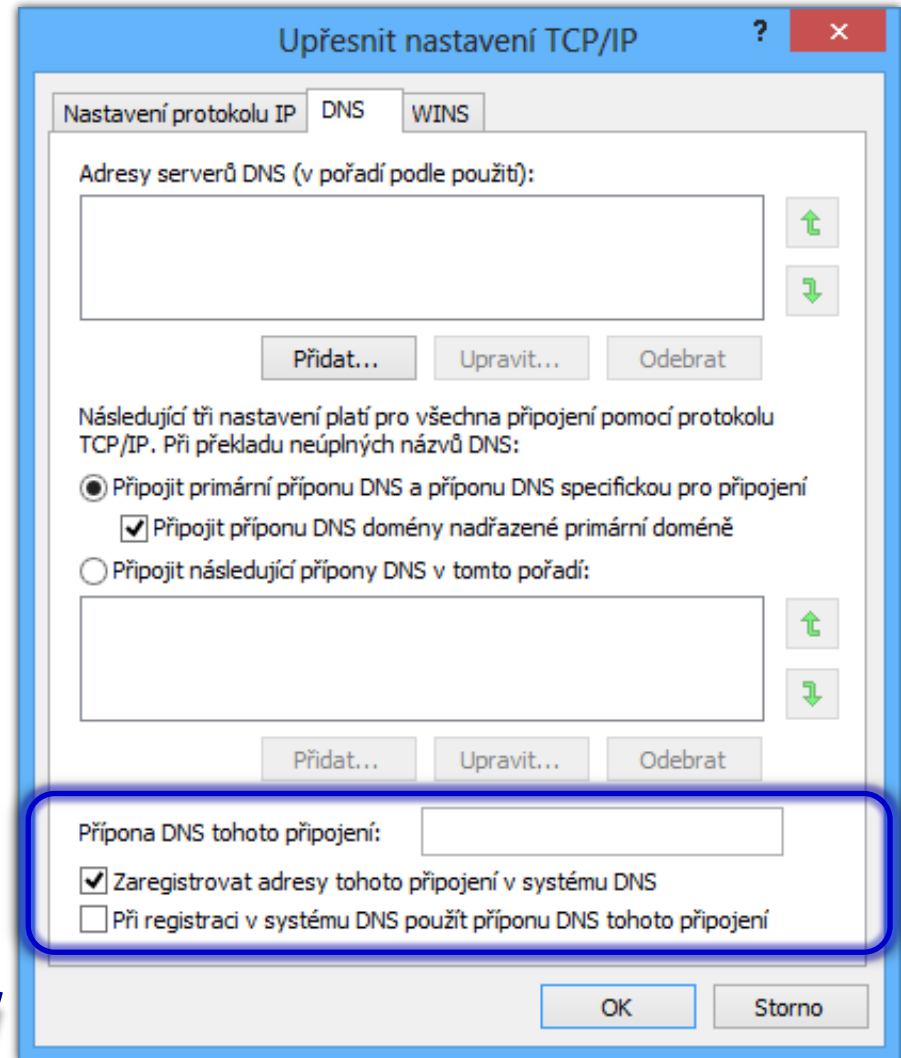 Upřesnit nastavení TCP/IP ?
Nastavení protokolu IP DNS WINS
Adresy serverů DNS (v pořadí podle použití):
Přidat... Upravit... Odebrat
Následující tři nastavení platí pro všechna připojení pomocí protokolu
TCP/IP. Při překladu neúplných názvů DNS:
Připojit primární příponu DNS a příponu DNS specifickou pro připojení
Připojit příponu DNS domény nadřazené primární doméně
Připojit následující přípony DNS v tomto pořadí:
Přidat... Upravit... Odebrat
Přípona DNS tohoto připojení:
Zaregistrovat adresy tohoto připojení v systému DNS
Při registraci v systému DNS použít příponu DNS tohoto připojení
OK Storno